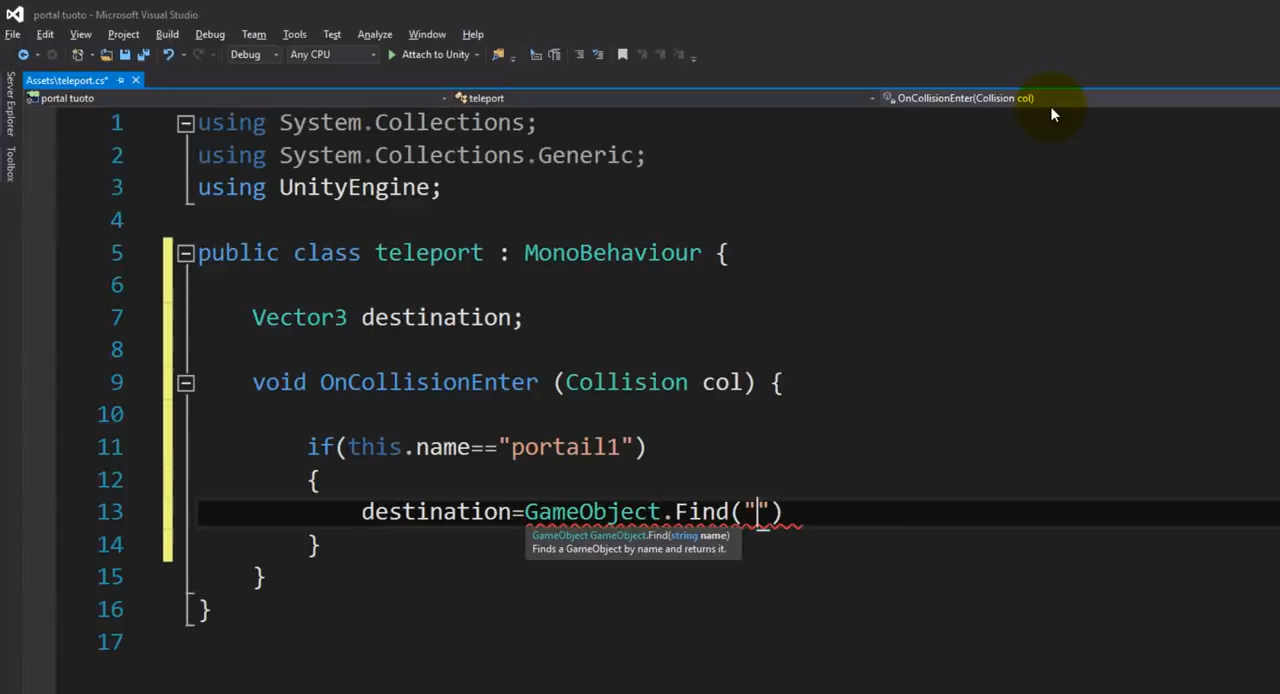 portal tuoto - Microsoft Visual Studio
File Edit View Project Build Debug Team Tools Test Analyze Window Help
Debug Any CPU Attach to Unity
Assets\teleport.cs*
portal tuoto teleport OnCollisionEnter(Collision col)
Server Explorer
Toolbox
1 using System.Collections;
2 using System.Collections.Generic;
3 using UnityEngine;
4
5 public class teleport : MonoBehaviour {
6
7 Vector3 destination;
8
9 void OnCollisionEnter (Collision col) {
10
11 if(this.name=="portail1")
12 {
13 destination=GameObject.Find("")
GameObject GameObject.Find(string name)
Finds a GameObject by name and returns it.
14 }
15 }
16 }
17